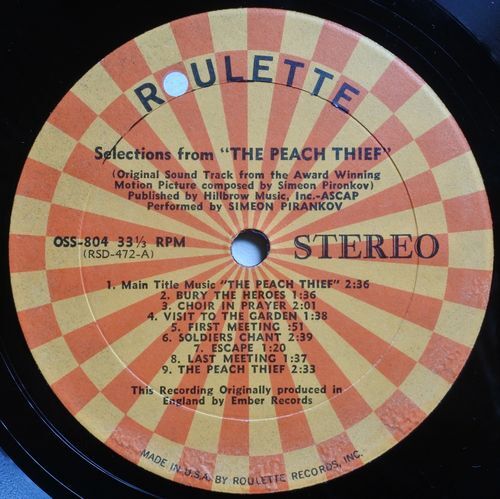 ROULETTE
Selections from "THE PEACH THIEF"
(Original Sound Track from the Award Winning
Motion Picture composed by Simeon Pironkov)
Published by Hillbrow Music, Inc.-ASCAP
Performed by SIMEON PIRANKOV
OSS-804 33⅓ RPM
(RSD-472-A)
STEREO
1. Main Title Music "THE PEACH THIEF" 2:36
2. BURY THE HEROES 1:36
3. CHOIR IN PRAYER 2:01
4. VISIT TO THE GARDEN 1:38
5. FIRST MEETING :51
6. SOLDIERS CHANT 2:39
7. ESCAPE 1:20
8. LAST MEETING 1:37
9. THE PEACH THIEF 2:33
This Recording Originally produced in
England by Ember Records
MADE IN U.S.A. BY ROULETTE RECORDS, INC.